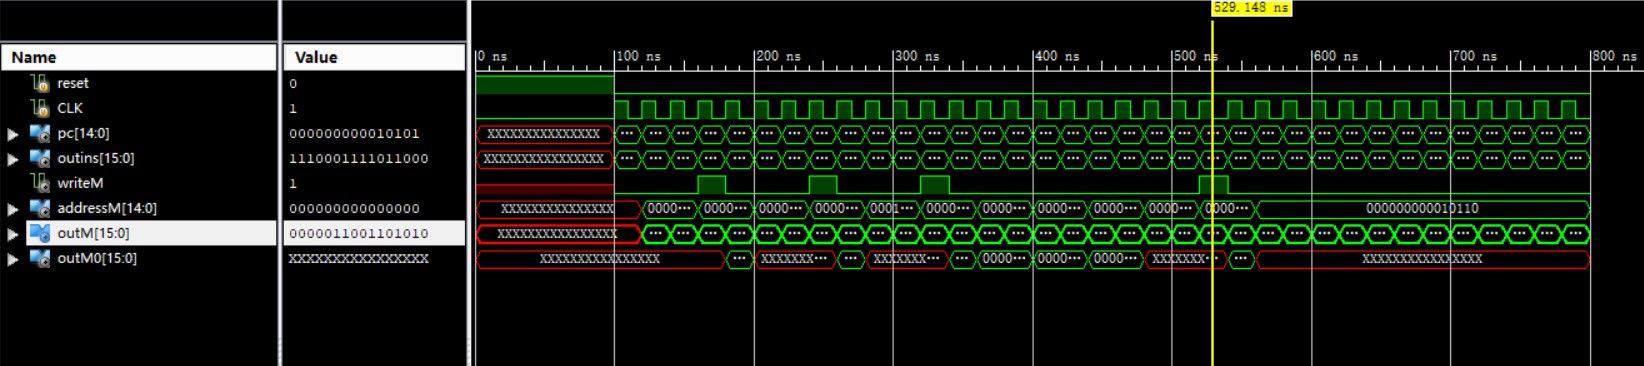 529.148 ns
Name Value 0 ns 100 ns 200 ns 300 ns 400 ns 500 ns 600 ns 700 ns 800 ns
reset 0
CLK 1
pc[14:0] 000000000010101 XXXXXXXXXXXXXXX ··· ··· ··· ··· ··· ··· ··· ··· ··· ··· ··· ··· ··· ··· ··· ··· ··· ··· ··· ··· ··· ··· ··· ··· ··· ··· ··· ··· ··· ··· ··· ··· ··· ··· ···
outins[15:0] 1110001111011000 XXXXXXXXXXXXXXXX ··· ··· ··· ··· ··· ··· ··· ··· ··· ··· ··· ··· ··· ··· ··· ··· ··· ··· ··· ··· ··· ··· ··· ··· ··· ··· ··· ··· ··· ··· ··· ··· ··· ··· ···
writeM 1
addressM[14:0] 000000000000000 XXXXXXXXXXXXXXX 0000··· 0000··· 0000··· 0000··· 0001··· 0000··· 0000··· 0000··· 0000··· 0000··· 0000··· 000000000010110
outM[15:0] 0000011001101010 XXXXXXXXXXXXXXXX ··· ··· ··· ··· ··· ··· ··· ··· ··· ··· ··· ··· ··· ··· ··· ··· ··· ··· ··· ··· ··· ··· ··· ··· ··· ··· ··· ··· ··· ··· ··· ··· ··· ···
outM0[15:0] XXXXXXXXXXXXXXXX XXXXXXXXXXXXXXXX ··· XXXXXXX··· ··· XXXXXXX··· ··· 0000··· 0000··· 0000··· XXXXXXX··· ··· XXXXXXXXXXXXXXXX